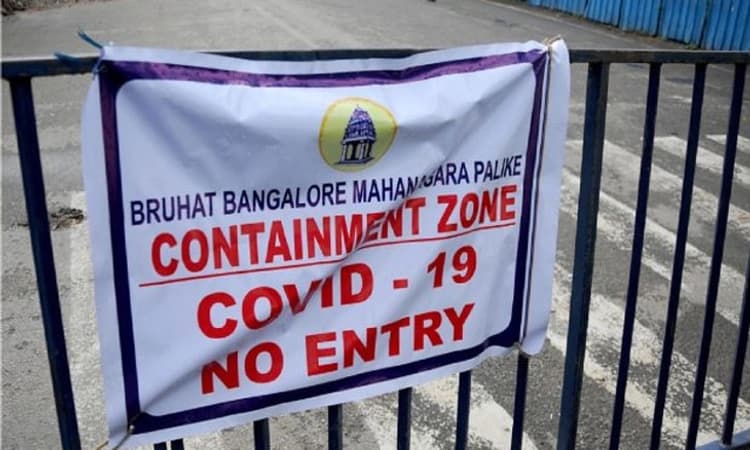 BRUHAT BANGALORE MAHANAGARA PALIKE
CONTAINMENT ZONE
COVID - 19
NO ENTRY